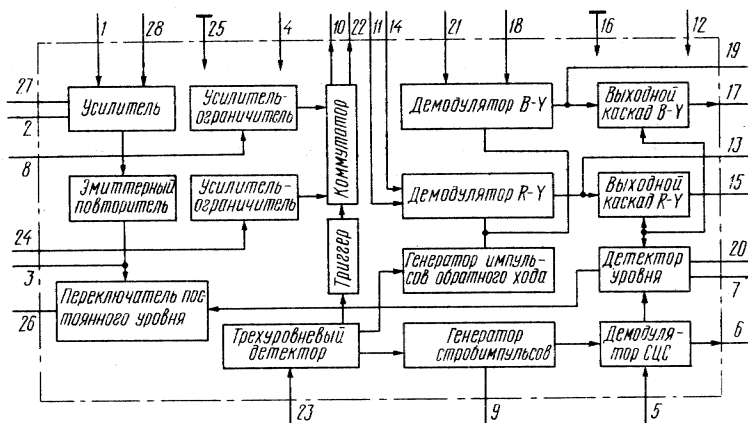 1 28 25 4 10 22 11 14 21 18 16 12
19
27
Усилитель
Усилитель-
ограничитель
Коммутатор
Демодулятор B-Y
Выходной
каскад B-Y
17
2
8
13
Эмиттерный
повторитель
Усилитель-
ограничитель
Демодулятор R-Y
Выходной
каскад R-Y
15
24
3
Триггер
Генератор импуль-
сов обратного хода
Детектор
уровня
20
7
26
Переключатель пос-
тоянного уровня
Трехуровневый
детектор
Генератор
стробимпульсов
Демодуля-
тор СЦС
6
23 9 5